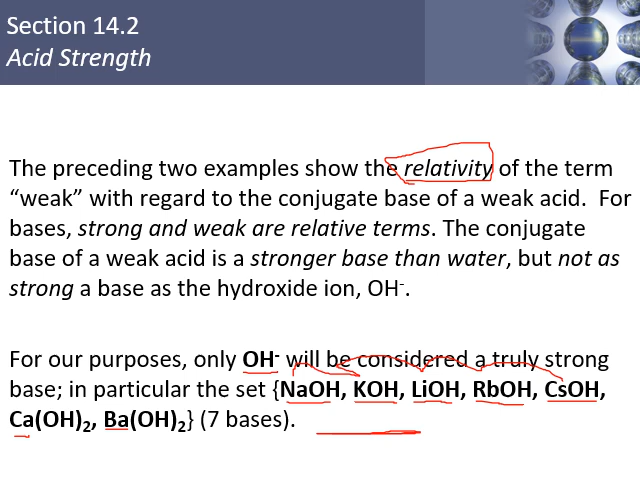 Section 14.2
Acid Strength
The preceding two examples show the relativity of the term
“weak” with regard to the conjugate base of a weak acid.  For
bases, strong and weak are relative terms. The conjugate
base of a weak acid is a stronger base than water, but not as
strong a base as the hydroxide ion, OH⁻.
For our purposes, only OH⁻ will be considered a truly strong
base; in particular the set {NaOH, KOH, LiOH, RbOH, CsOH,
Ca(OH)₂, Ba(OH)₂} (7 bases).